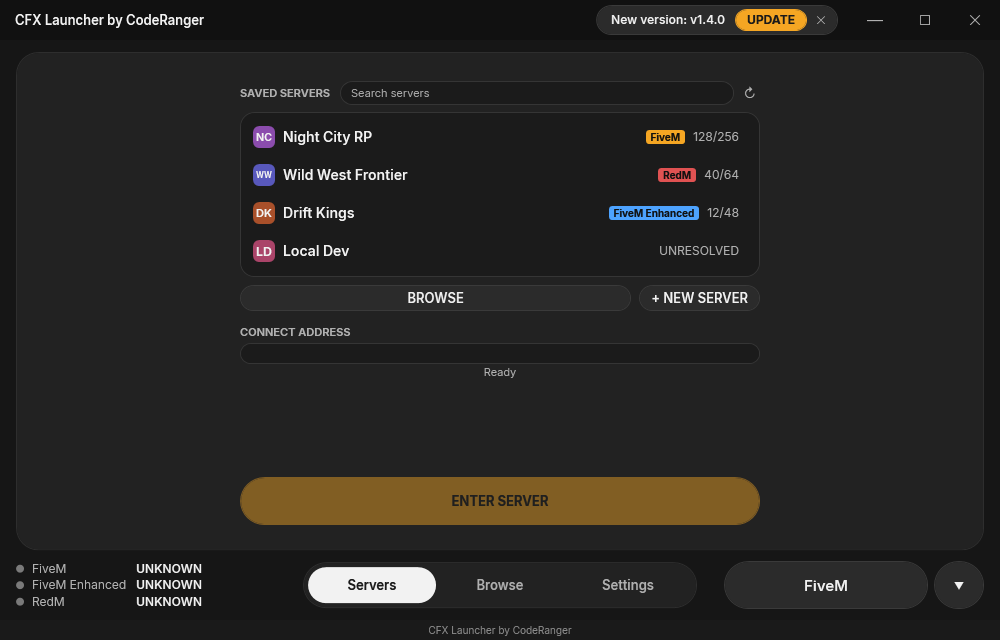 CFX Launcher by CodeRanger
New version: v1.4.0 UPDATE
SAVED SERVERS Search servers
NC Night City RP FiveM 128/256
WW Wild West Frontier RedM 40/64
DK Drift Kings FiveM Enhanced 12/48
LD Local Dev UNRESOLVED
BROWSE + NEW SERVER
CONNECT ADDRESS
Ready
ENTER SERVER
FiveM UNKNOWN
FiveM Enhanced UNKNOWN
RedM UNKNOWN
Servers Browse Settings
FiveM
CFX Launcher by CodeRanger